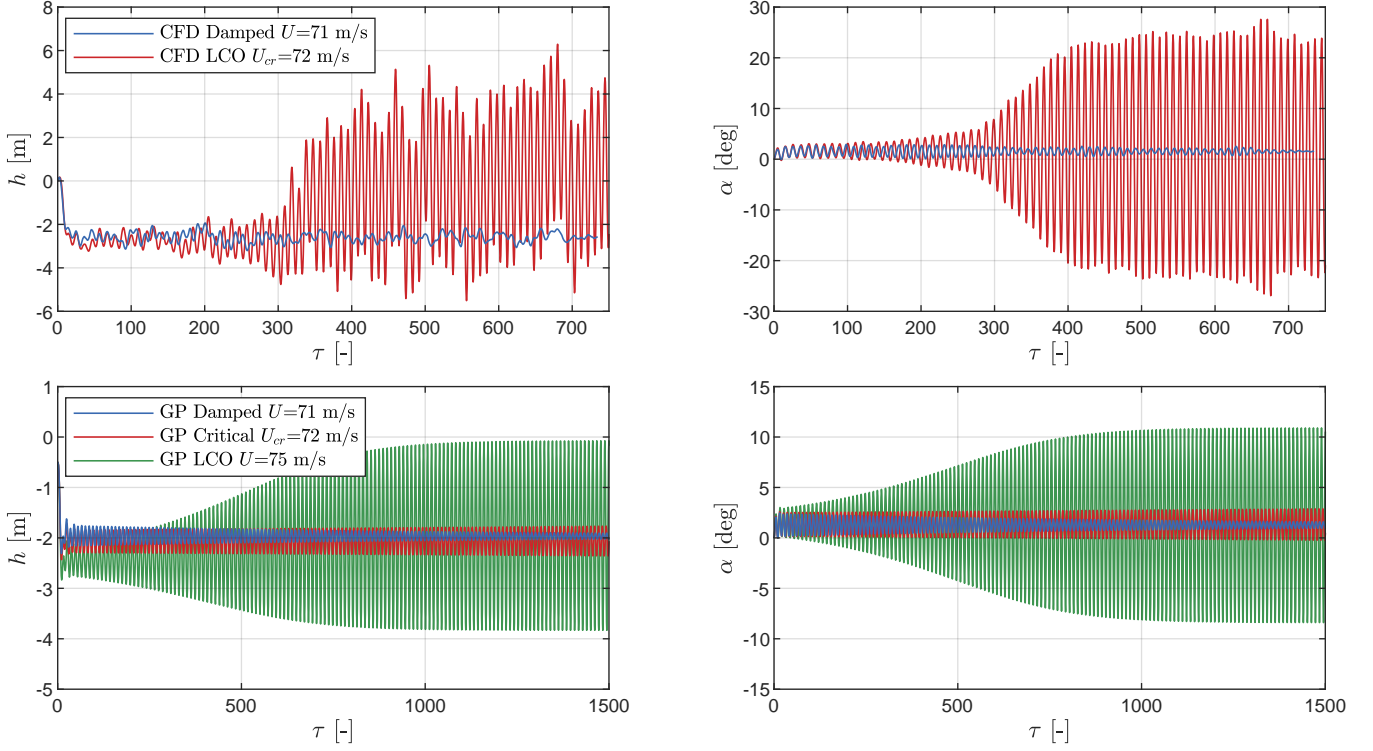 8
6
4
2
0
-2
-4
-6
h [m]
CFD Damped U=71 m/s
CFD LCO Ucr=72 m/s
0 100 200 300 400 500 600 700
τ [-]
30
20
10
0
-10
-20
-30
α [deg]
0 100 200 300 400 500 600 700
τ [-]
1
0
-1
-2
-3
-4
-5
h [m]
GP Damped U=71 m/s
GP Critical Ucr=72 m/s
GP LCO U=75 m/s
0 500 1000 1500
τ [-]
15
10
5
0
-5
-10
-15
α [deg]
0 500 1000 1500
τ [-]